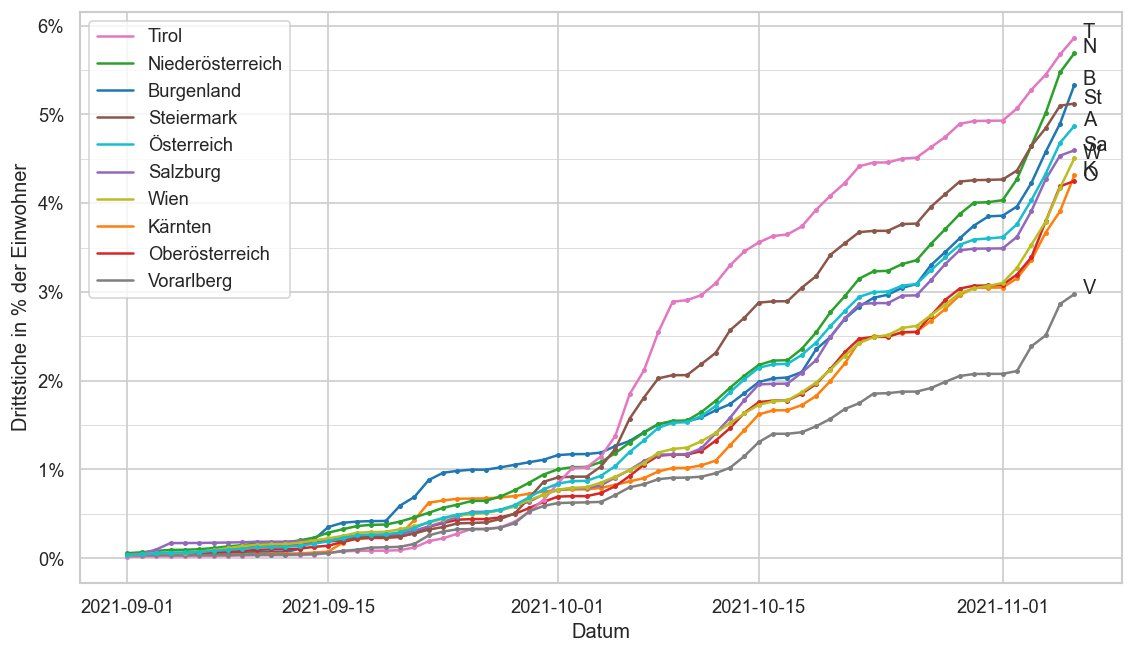 6%
5%
4%
3%
2%
1%
0%
Drittstiche in % der Einwohner
Tirol
Niederösterreich
Burgenland
Steiermark
Österreich
Salzburg
Wien
Kärnten
Oberösterreich
Vorarlberg
T
N
B
St
A
Sa
W
K
O
V
2021-09-01
2021-09-15
2021-10-01
2021-10-15
2021-11-01
Datum